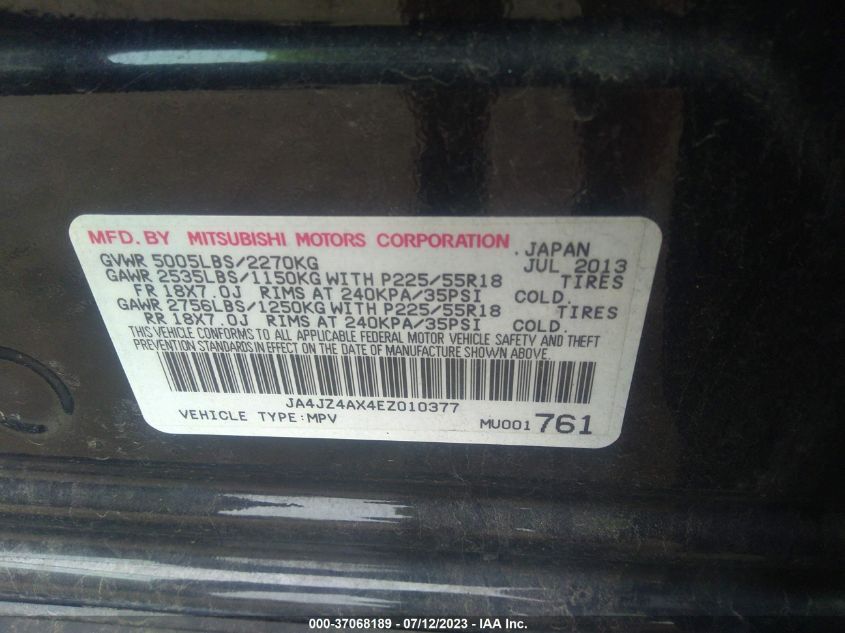 MFD. BY MITSUBISHI MOTORS CORPORATION. JAPAN
GVWR 5005LBS/2270KG JUL 2013
GAWR 2535LBS/1150KG WITH P225/55R18 TIRES
FR 18X7.0J RIMS AT 240KPA/35PSI COLD.
GAWR 2756LBS/1250KG WITH P225/55R18 TIRES
RR 18X7.0J RIMS AT 240KPA/35PSI COLD.
THIS VEHICLE CONFORMS TO ALL APPLICABLE FEDERAL MOTOR VEHICLE SAFETY AND THEFT
PREVENTION STANDARDS IN EFFECT ON THE DATE OF MANUFACTURE SHOWN ABOVE.
JA4JZ4AX4EZ010377
VEHICLE TYPE:MPV MU001 761
000-37068189 - 07/12/2023 - IAA Inc.